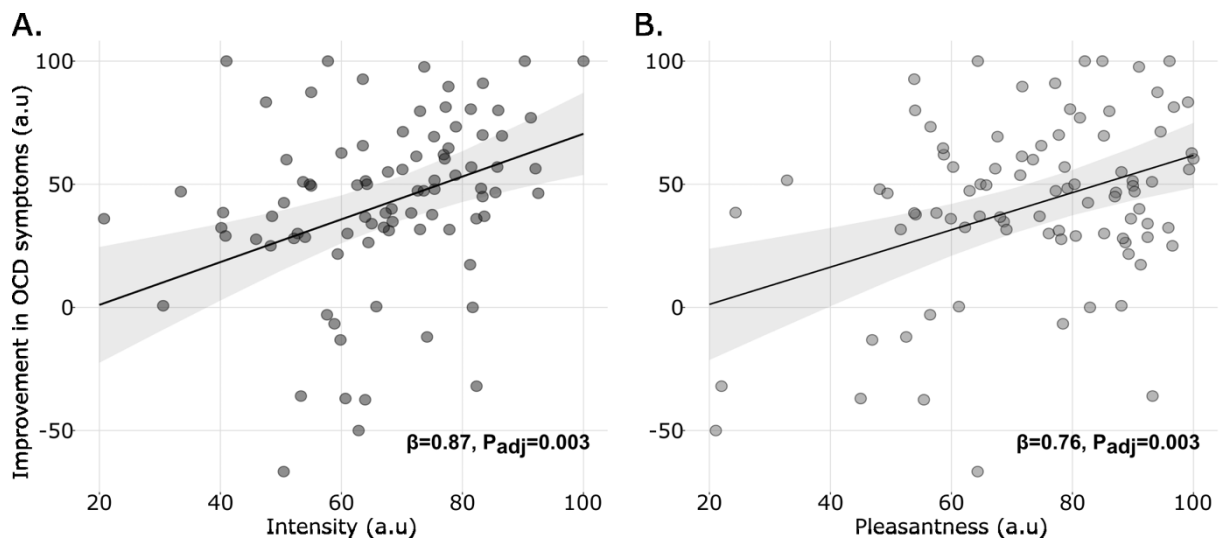 A.
B.
Improvement in OCD symptoms (a.u)
100
50
0
-50
20 40 60 80 100
Intensity (a.u)
β=0.87, Padj=0.003
100
50
0
-50
20 40 60 80 100
Pleasantness (a.u)
β=0.76, Padj=0.003